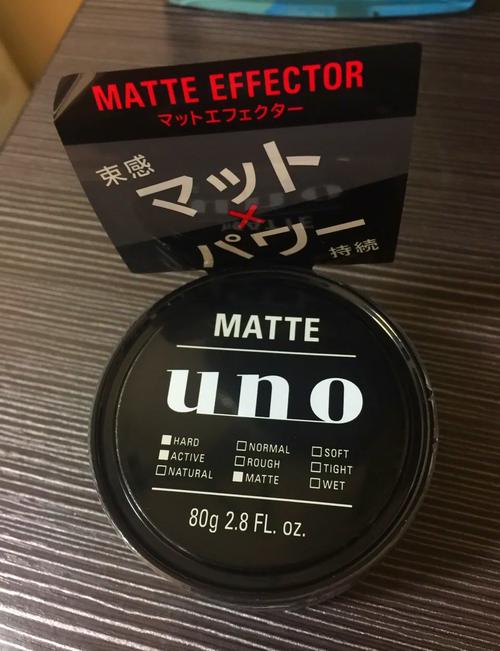 MATTE EFFECTOR
マットエフェクター
束感 マット
×
パワー 持続
MATTE
uno
■HARD □NORMAL □SOFT
■ACTIVE □ROUGH □TIGHT
□NATURAL ■MATTE □WET
80g 2.8 FL. oz.